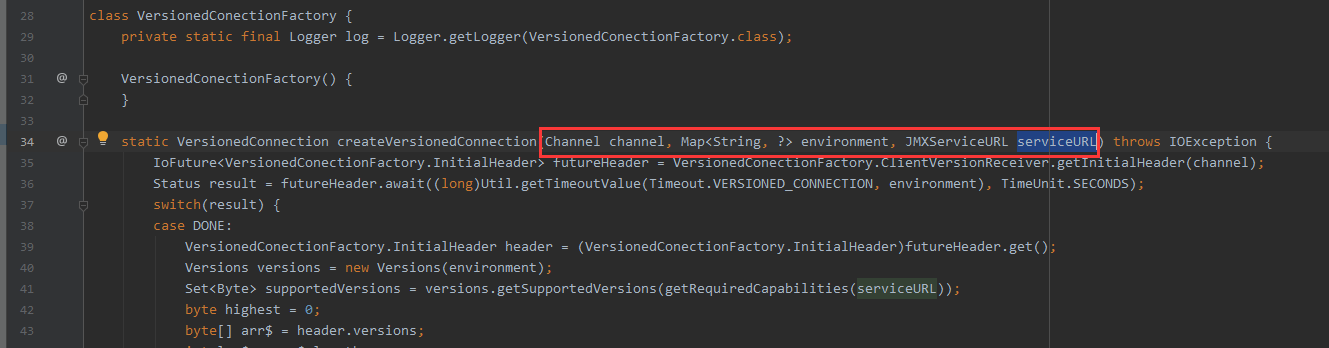 28 class VersionedConectionFactory {
29 private static final Logger log = Logger.getLogger(VersionedConectionFactory.class);
30
31 @ VersionedConectionFactory() {
32 }
33
34 @ static VersionedConnection createVersionedConnection(Channel channel, Map<String, ?> environment, JMXServiceURL serviceURL) throws IOException {
35 IoFuture<VersionedConectionFactory.InitialHeader> futureHeader = VersionedConectionFactory.ClientVersionReceiver.getInitialHeader(channel);
36 Status result = futureHeader.await((long)Util.getTimeoutValue(Timeout.VERSIONED_CONNECTION, environment), TimeUnit.SECONDS);
37 switch(result) {
38 case DONE:
39 VersionedConectionFactory.InitialHeader header = (VersionedConectionFactory.InitialHeader)futureHeader.get();
40 Versions versions = new Versions(environment);
41 Set<Byte> supportedVersions = versions.getSupportedVersions(getRequiredCapabilities(serviceURL));
42 byte highest = 0;
43 byte[] arr$ = header.versions;